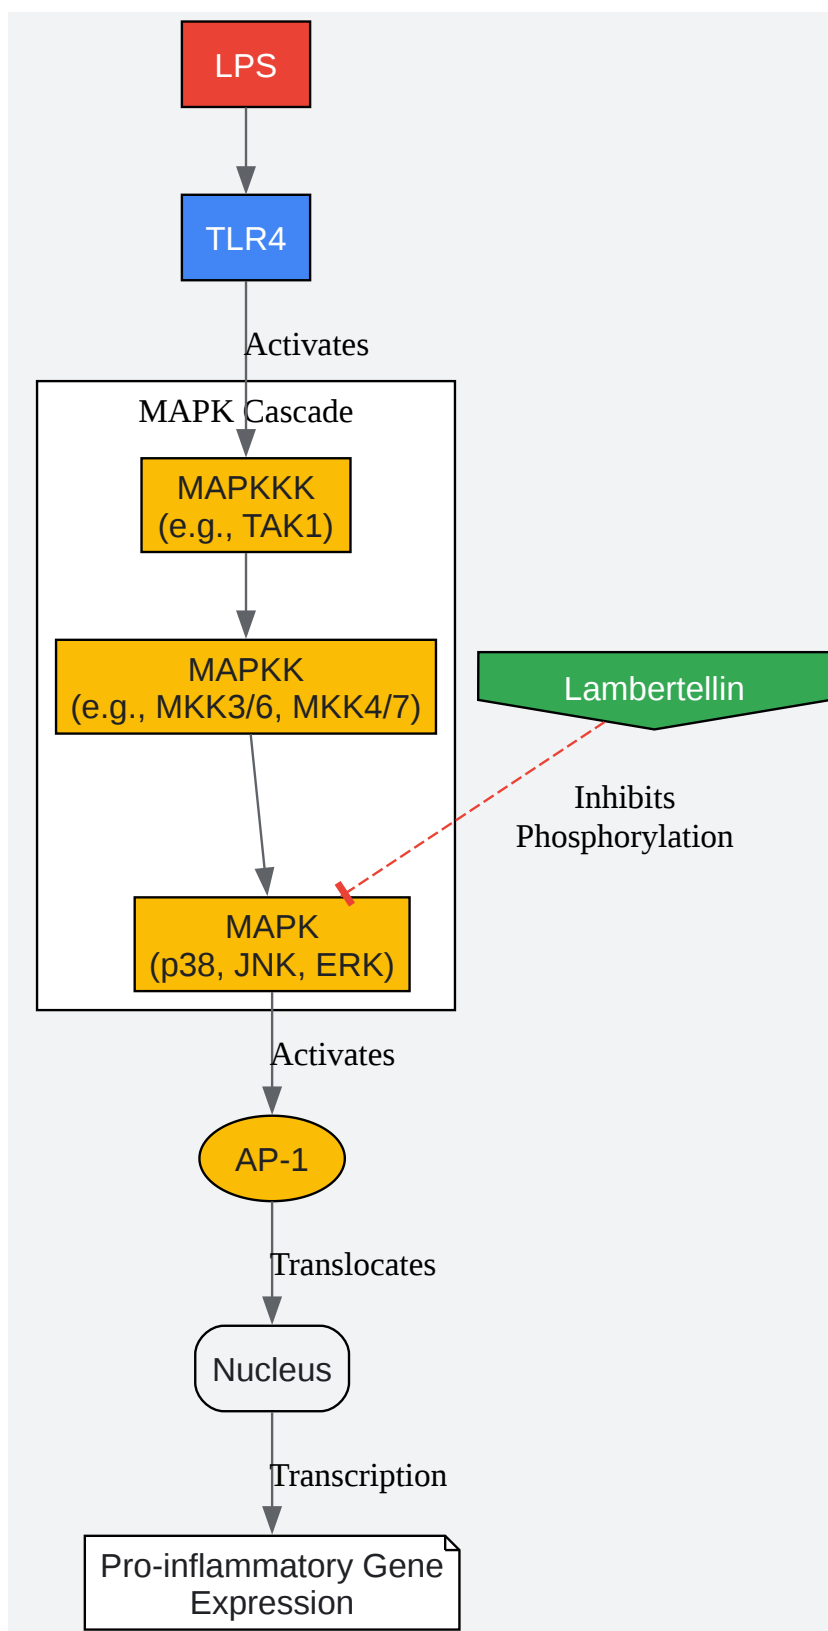 LPS
TLR4
Activates
MAPK Cascade
MAPKKK
(e.g., TAK1)
MAPKK
(e.g., MKK3/6, MKK4/7)
Lambertellin
Inhibits
Phosphorylation
MAPK
(p38, JNK, ERK)
Activates
AP-1
Translocates
Nucleus
Transcription
Pro-inflammatory Gene
Expression